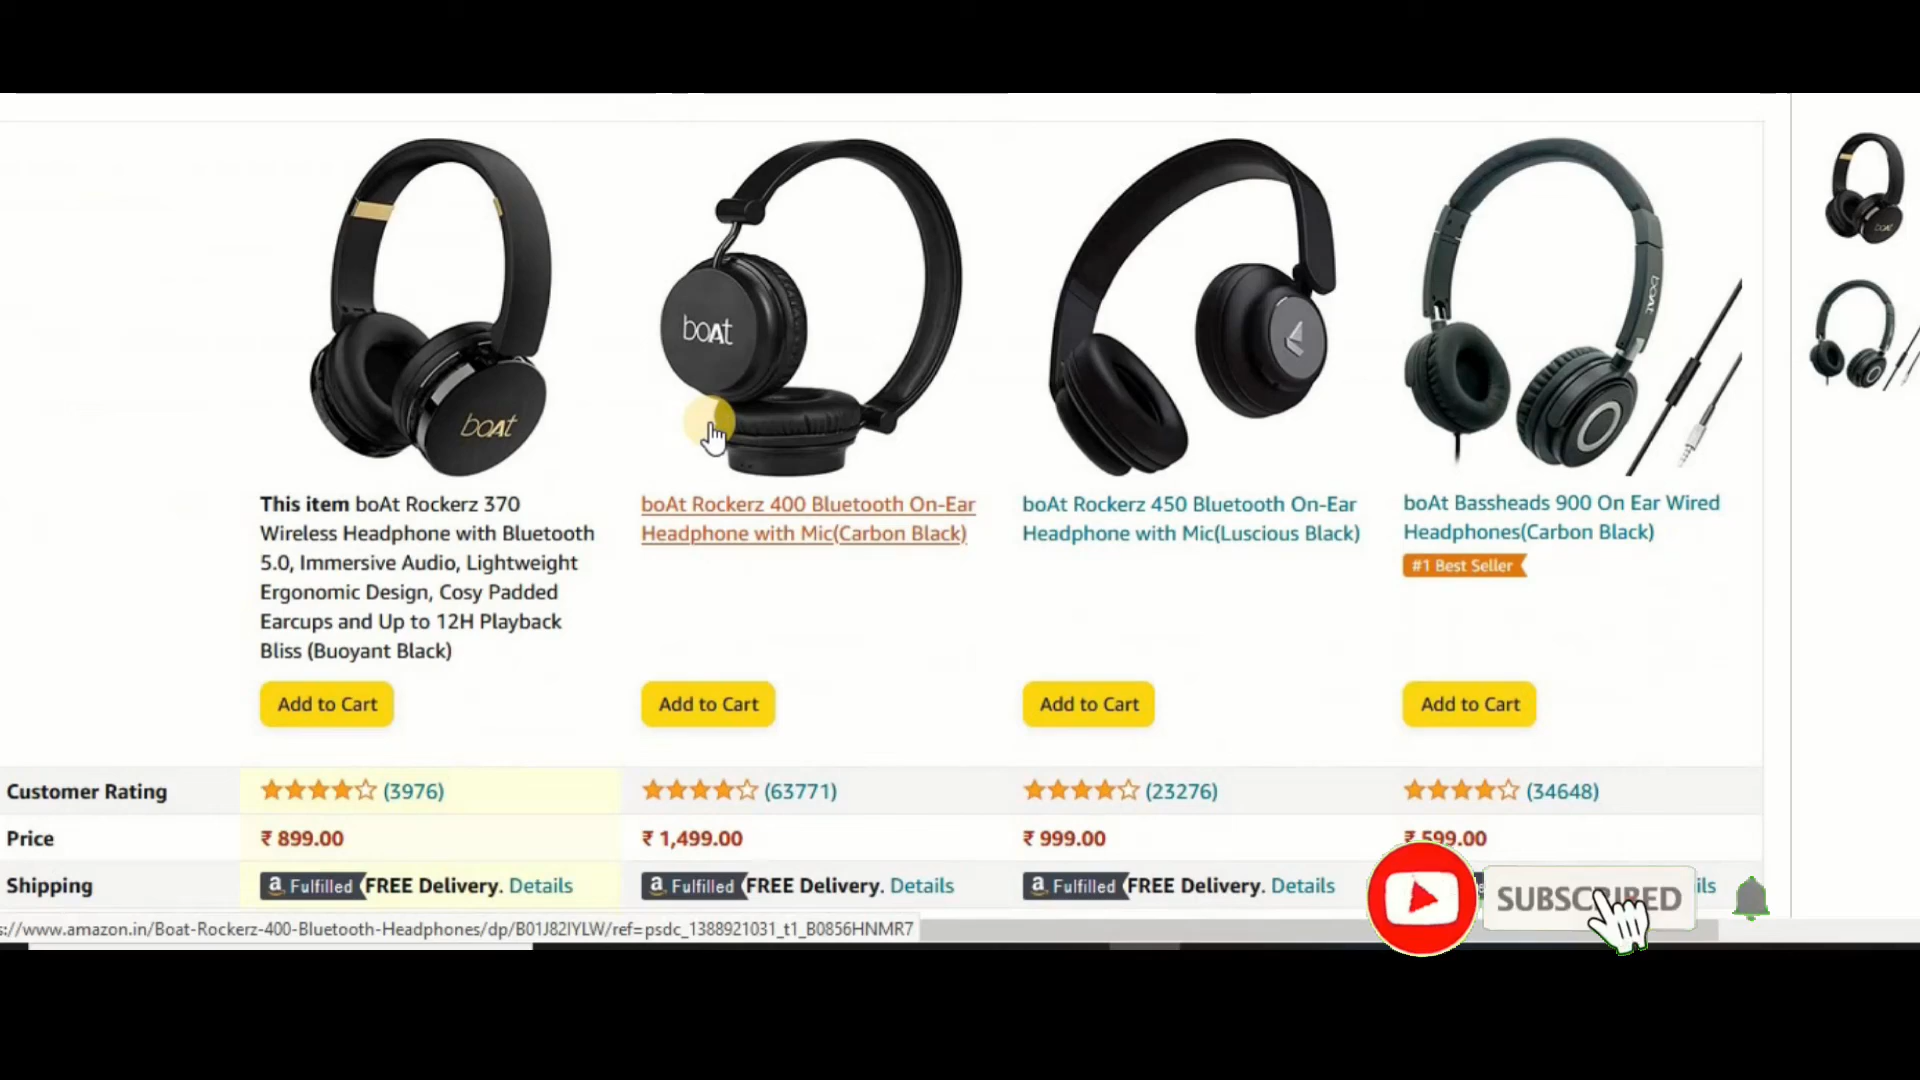 boAt
boAt
boAt
This item boAt Rockerz 370
Wireless Headphone with Bluetooth
5.0, Immersive Audio, Lightweight
Ergonomic Design, Cosy Padded
Earcups and Up to 12H Playback
Bliss (Buoyant Black)
boAt Rockerz 400 Bluetooth On-Ear
Headphone with Mic(Carbon Black)
boAt Rockerz 450 Bluetooth On-Ear
Headphone with Mic(Luscious Black)
boAt Bassheads 900 On Ear Wired
Headphones(Carbon Black)
#1 Best Seller
Add to Cart
Add to Cart
Add to Cart
Add to Cart
Customer Rating
(3976)
(63771)
(23276)
(34648)
Price
₹ 899.00
₹ 1,499.00
₹ 999.00
₹ 599.00
Shipping
a Fulfilled FREE Delivery. Details
a Fulfilled FREE Delivery. Details
a Fulfilled FREE Delivery. Details
SUBSCRIBED
://www.amazon.in/Boat-Rockerz-400-Bluetooth-Headphones/dp/B01J82IYLW/ref=psdc_1388921031_t1_B0856HNMR7